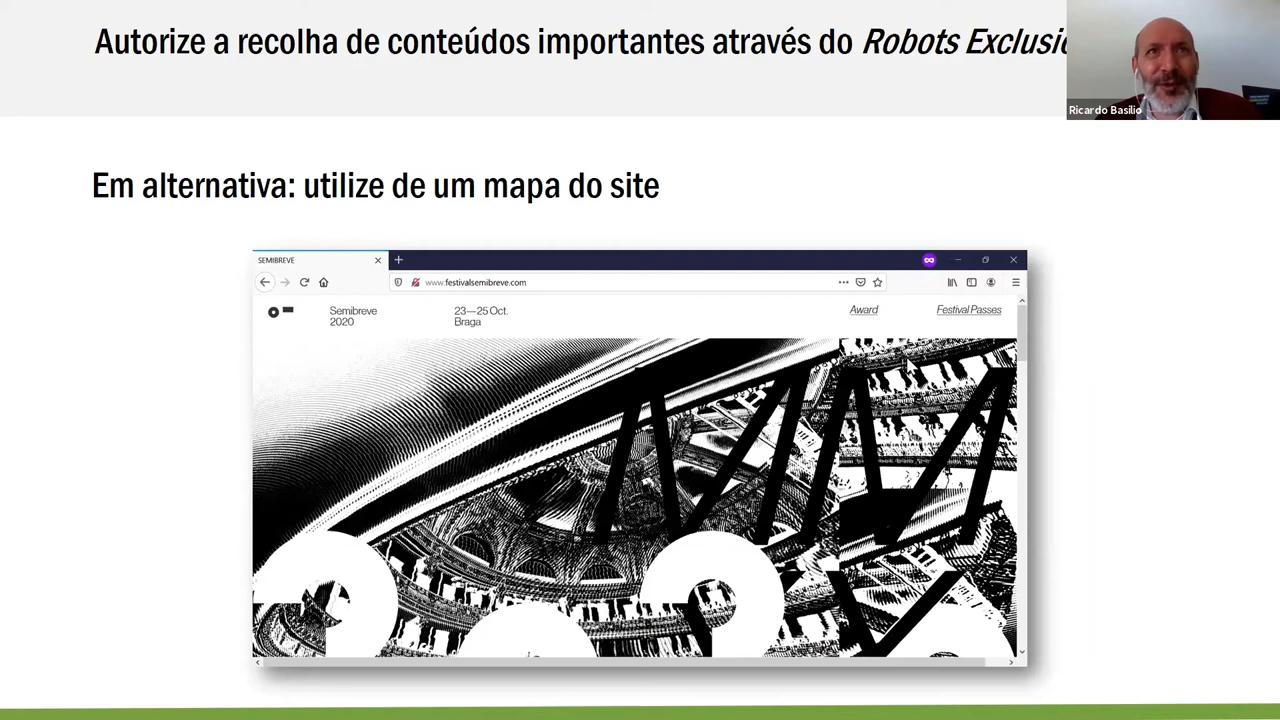 Autorize a recolha de conteúdos importantes através do Robots
Ricardo Basílio
Em alternativa: utilize de um mapa do site
SEMIBREVE
www.festivalsemibreve.com
Semibreve
2020
23—25 Oct.
Braga
Award
Festival Passes